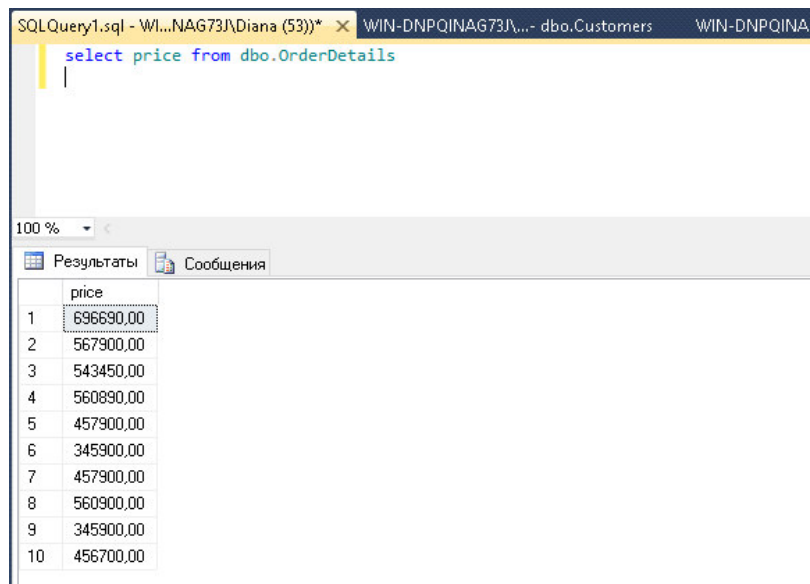 SQLQuery1.sql - WI...NAG73J\Diana (53))* × WIN-DNPQINAG73J\...- dbo.Customers WIN-DNPQINA
select price from dbo.OrderDetails
100 %
Результаты Сообщения
price
1 696690,00
2 567900,00
3 543450,00
4 560890,00
5 457900,00
6 345900,00
7 457900,00
8 560900,00
9 345900,00
10 456700,00